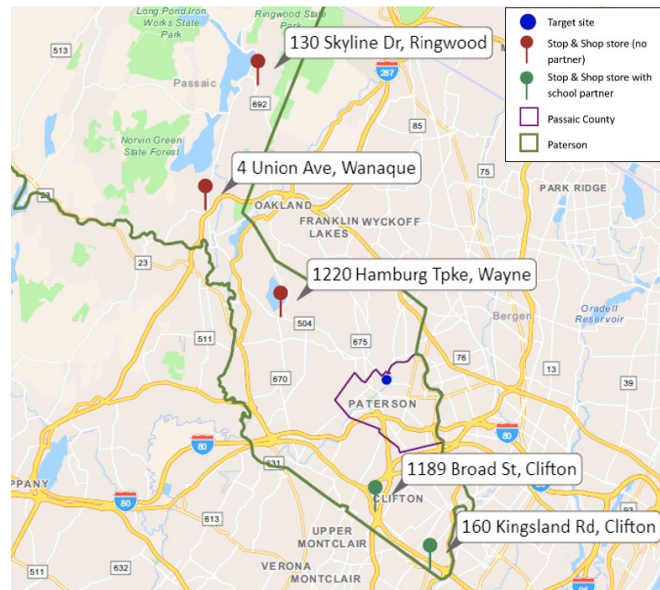 Long Pond Iron
Works State
Park
Ringwood State
Park
513
Passaic
130 Skyline Dr, Ringwood
287
692
85
Norvin Green
State Forest
75
4 Union Ave, Wanaque
PARK RIDGE
23
OAKLAND
FRANKLIN
LAKES
WYCKOFF
23
1220 Hamburg Tpke, Wayne
Oradell
Reservoir
504
Bergen
511
675
76
670
13
39
PATERSON
80
80
631
1189 Broad St, Clifton
PPANY
80
CLIFTON
613
UPPER
MONTCLAIR
160 Kingsland Rd, Clifton
511
632
VERONA
MONTCLAIR
Target site
Stop & Shop store (no
partner)
Stop & Shop store with
school partner
Passaic County
Paterson